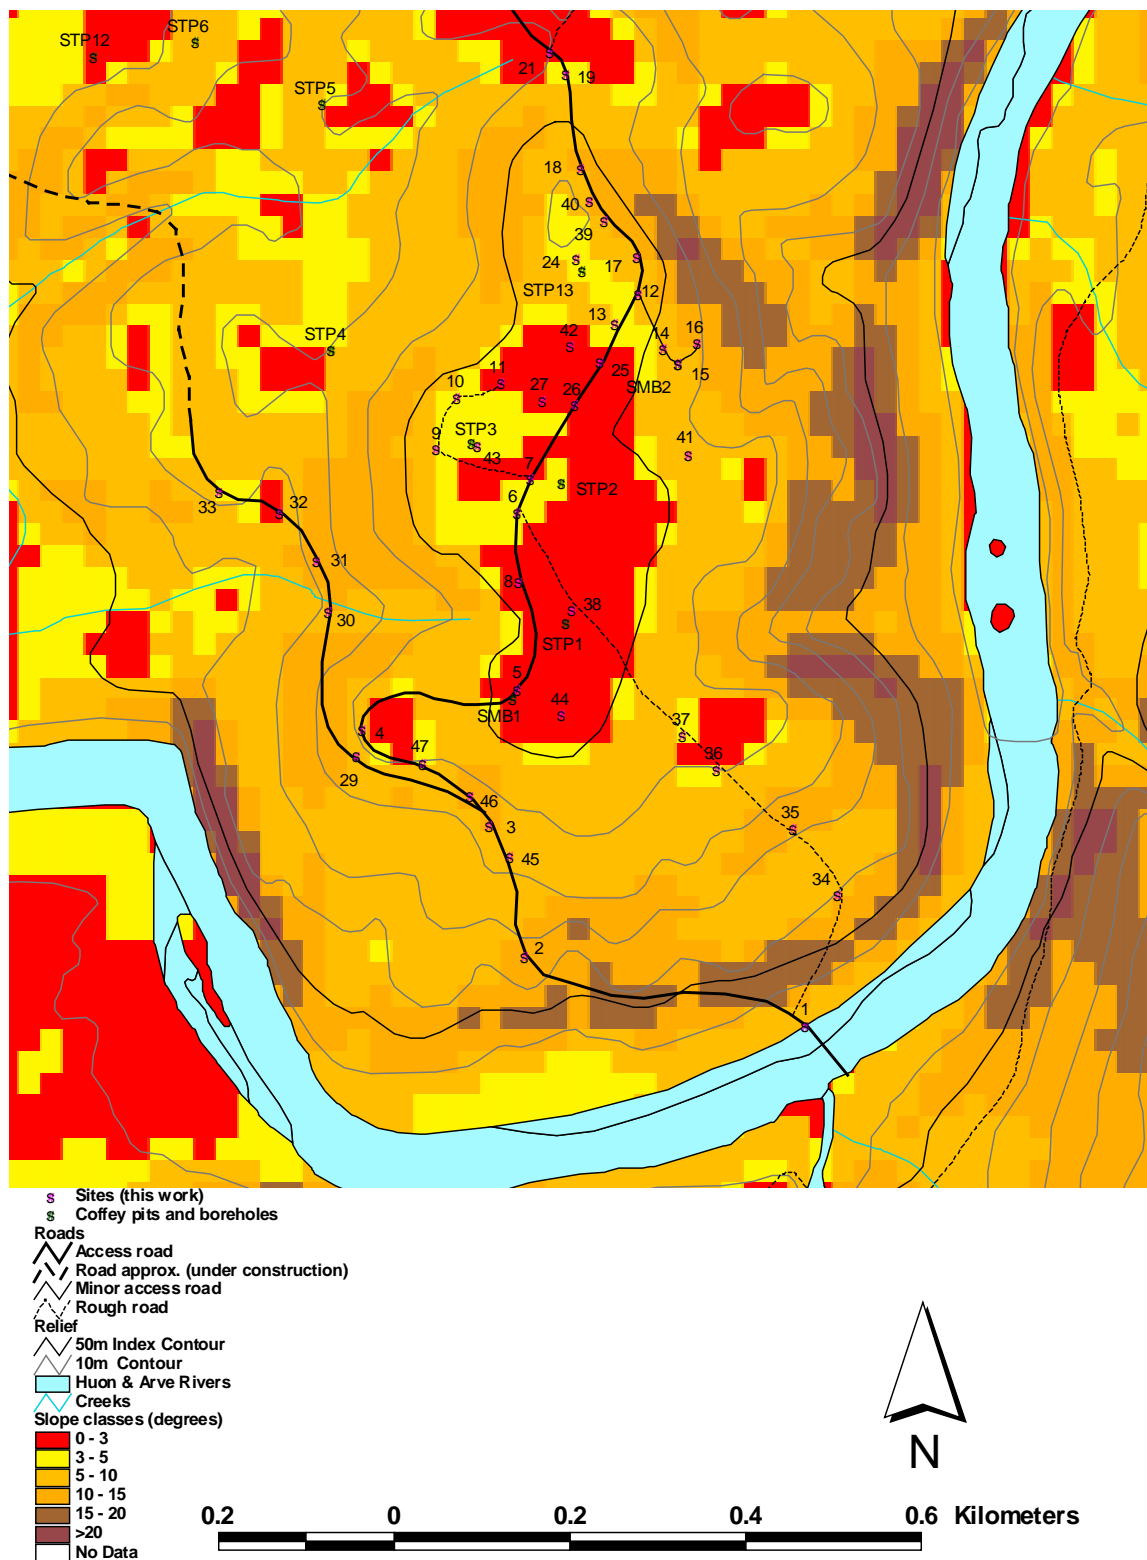 STP6
STP12
21
19
STP5
18
40
39
24
17
STP13
12
13
42
14
16
STP4
25
15
11
SMB2
10
27
26
STP3
9
43
41
7
STP2
6
33
32
31
8
38
30
STP1
5
44
SMB1
37
4
47
36
29
46
3
35
45
34
2
1
Sites (this work)
Coffey pits and boreholes
Roads
Access road
Road approx. (under construction)
Minor access road
Rough road
Relief
50m Index Contour
10m Contour
Huon & Arve Rivers
Creeks
Slope classes (degrees)
0 - 3
3 - 5
5 - 10
10 - 15
15 - 20
>20
No Data
N
0.2 0 0.2 0.4 0.6 Kilometers